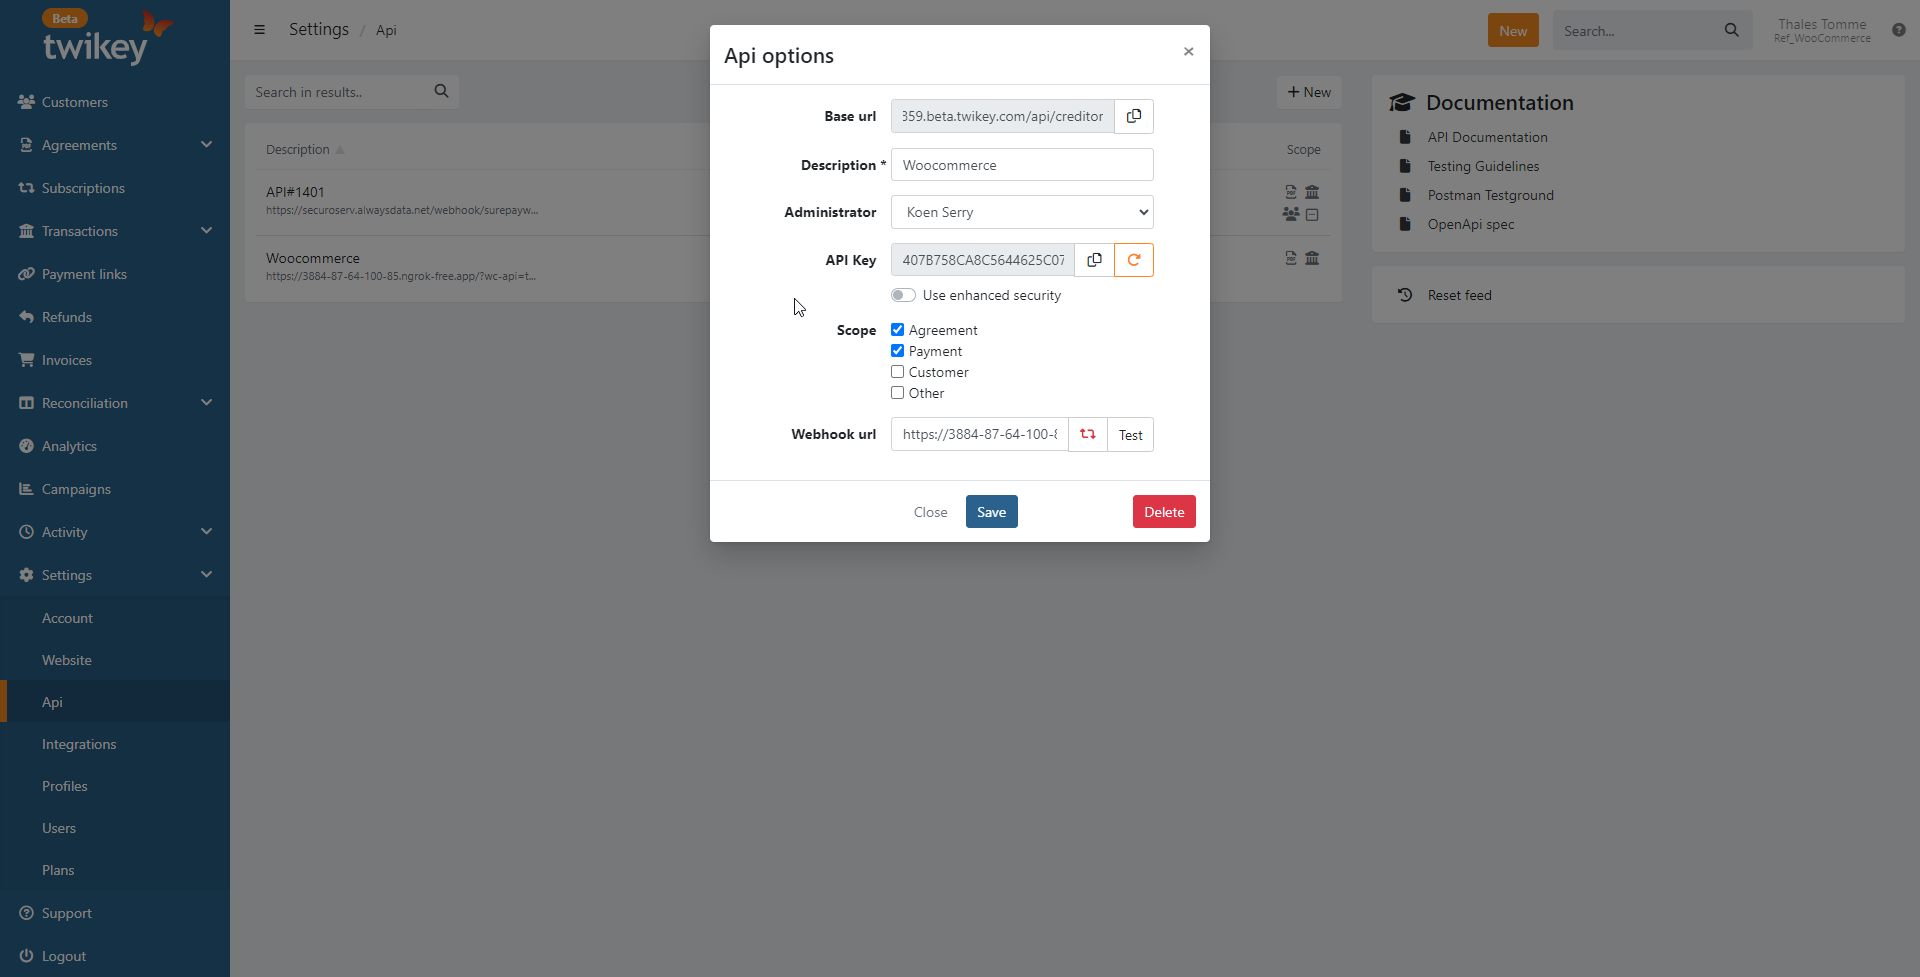 Beta
twikey
Customers
Agreements
Subscriptions
Transactions
Payment links
Refunds
Invoices
Reconciliation
Analytics
Campaigns
Activity
Settings
Account
Website
Api
Integrations
Profiles
Users
Plans
Support
Logout
Settings / Api
New
Search...
Thales Tomme
Ref_WooCommerce
Search in results..
+ New
Description
Scope
API#1401
https://securoserv.alwaysdata.net/webhook/surepayw...
Woocommerce
https://3884-87-64-100-85.ngrok-free.app/?wc-api=t...
Api options
×
Base url 359.beta.twikey.com/api/creditor
Description * Woocommerce
Administrator Koen Serry
API Key 407B758CA8C5644625C07
Use enhanced security
Scope Agreement
Payment
Customer
Other
Webhook url https://3884-87-64-100-8 Test
Close Save Delete
Documentation
API Documentation
Testing Guidelines
Postman Testground
OpenApi spec
Reset feed